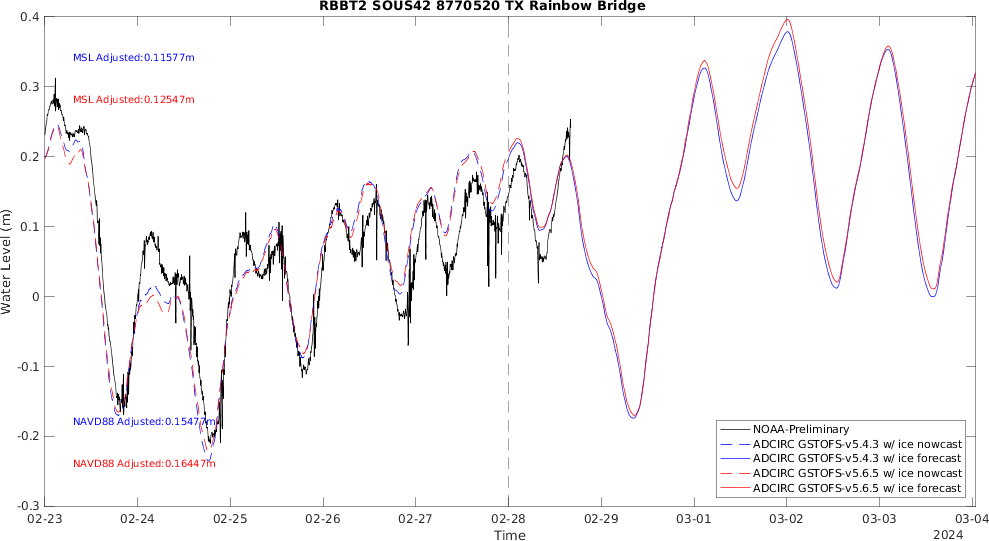 RBBT2 SOUS42 8770520 TX Rainbow Bridge
Water Level (m)
0.4
0.3
0.2
0.1
0
-0.1
-0.2
-0.3
MSL Adjusted:0.11577m
MSL Adjusted:0.12547m
NAVD88 Adjusted:0.15477m
NAVD88 Adjusted:0.16447m
NOAA-Preliminary
ADCIRC GSTOFS-v5.4.3 w/ ice nowcast
ADCIRC GSTOFS-v5.4.3 w/ ice forecast
ADCIRC GSTOFS-v5.6.5 w/ ice nowcast
ADCIRC GSTOFS-v5.6.5 w/ ice forecast
02-23 02-24 02-25 02-26 02-27 02-28 02-29 03-01 03-02 03-03 03-04
Time
2024